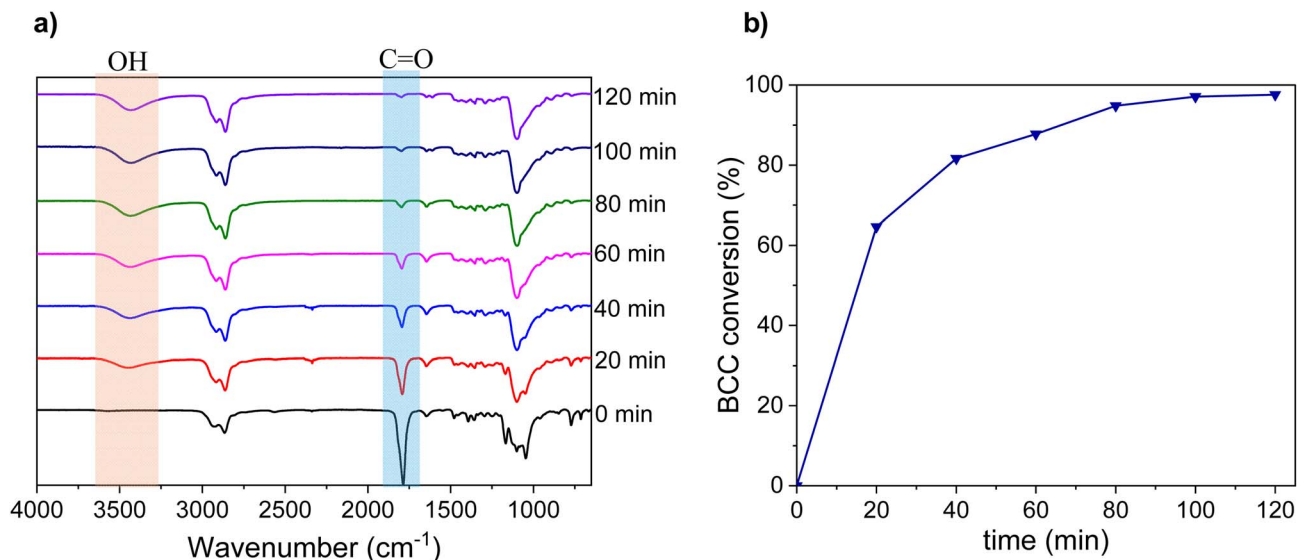 a)
OH
C=O
120 min
100 min
80 min
60 min
40 min
20 min
0 min
4000 3500 3000 2500 2000 1500 1000
Wavenumber (cm⁻¹)
b)
BCC conversion (%)
100
80
60
40
20
0
0 20 40 60 80 100 120
time (min)